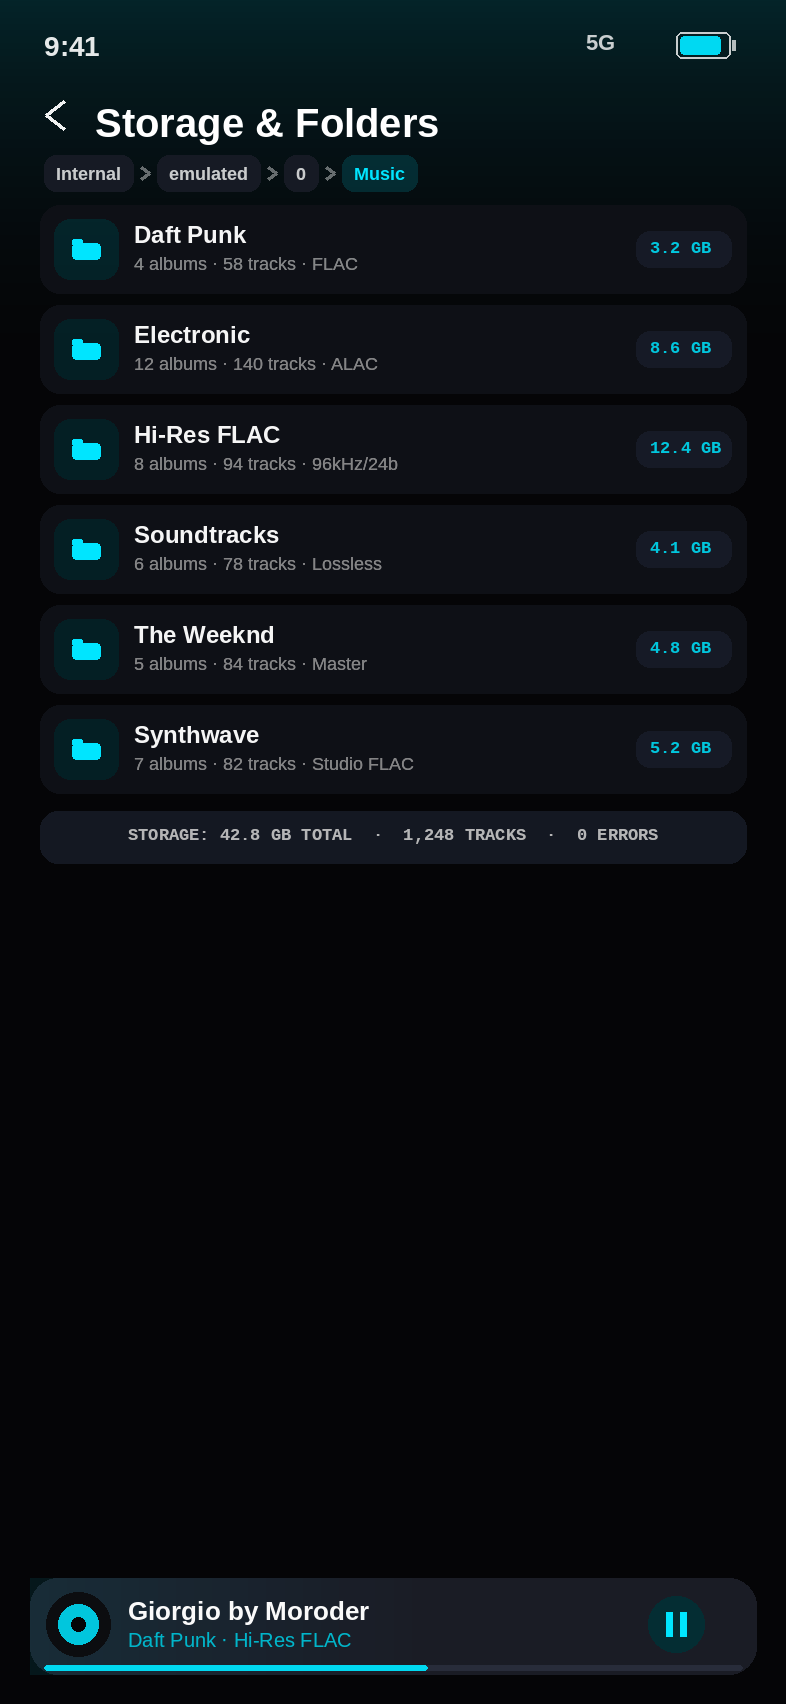 9:41 5G
Storage & Folders
Internal > emulated > 0 > Music
Daft Punk
4 albums · 58 tracks · FLAC
3.2 GB
Electronic
12 albums · 140 tracks · ALAC
8.6 GB
Hi-Res FLAC
8 albums · 94 tracks · 96kHz/24b
12.4 GB
Soundtracks
6 albums · 78 tracks · Lossless
4.1 GB
The Weeknd
5 albums · 84 tracks · Master
4.8 GB
Synthwave
7 albums · 82 tracks · Studio FLAC
5.2 GB
STORAGE: 42.8 GB TOTAL · 1,248 TRACKS · 0 ERRORS
Giorgio by Moroder
Daft Punk · Hi-Res FLAC